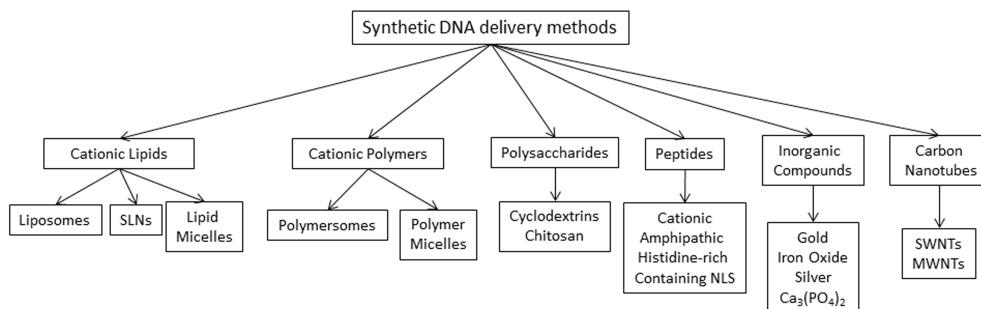 Synthetic DNA delivery methods
Cationic Lipids
Cationic Polymers
Polysaccharides
Peptides
Inorganic
Compounds
Carbon
Nanotubes
Liposomes
SLNs
Lipid
Micelles
Polymersomes
Polymer
Micelles
Cyclodextrins
Chitosan
Cationic
Amphipathic
Histidine-rich
Containing NLS
Gold
Iron Oxide
Silver
Ca₃(PO₄)₂
SWNTs
MWNTs